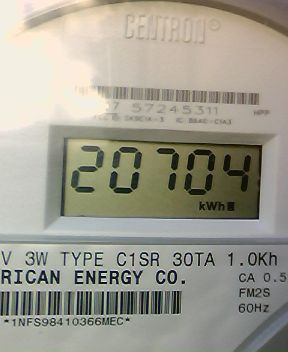 CENTRON®
57245311
HPP
20704
kWh
V 3W TYPE C1SR 30TA 1.0Kh
RICAN ENERGY CO.
CA 0.5
FM2S
60Hz
*1NFS98410366MEC*